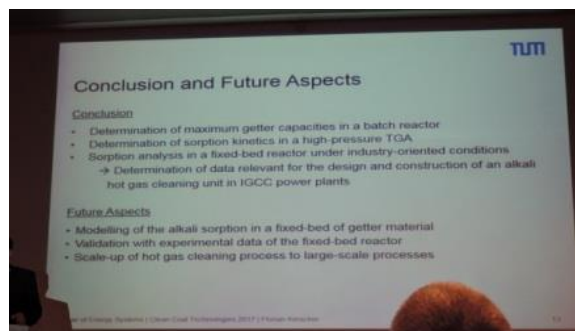 TUM
Conclusion and Future Aspects
Conclusion
• Determination of maximum getter capacities in a batch reactor
• Determination of sorption kinetics in a high-pressure TGA
• Sorption analysis in a fixed-bed reactor under industry-oriented conditions
→ Determination of data relevant for the design and construction of an alkali
hot gas cleaning unit in IGCC power plants
Future Aspects
• Modelling of the alkali sorption in a fixed-bed of getter material
• Validation with experimental data of the fixed-bed reactor
• Scale-up of hot gas cleaning process to large-scale processes
of Energy Systems | Clean Coal Technologies 2017 | Florian